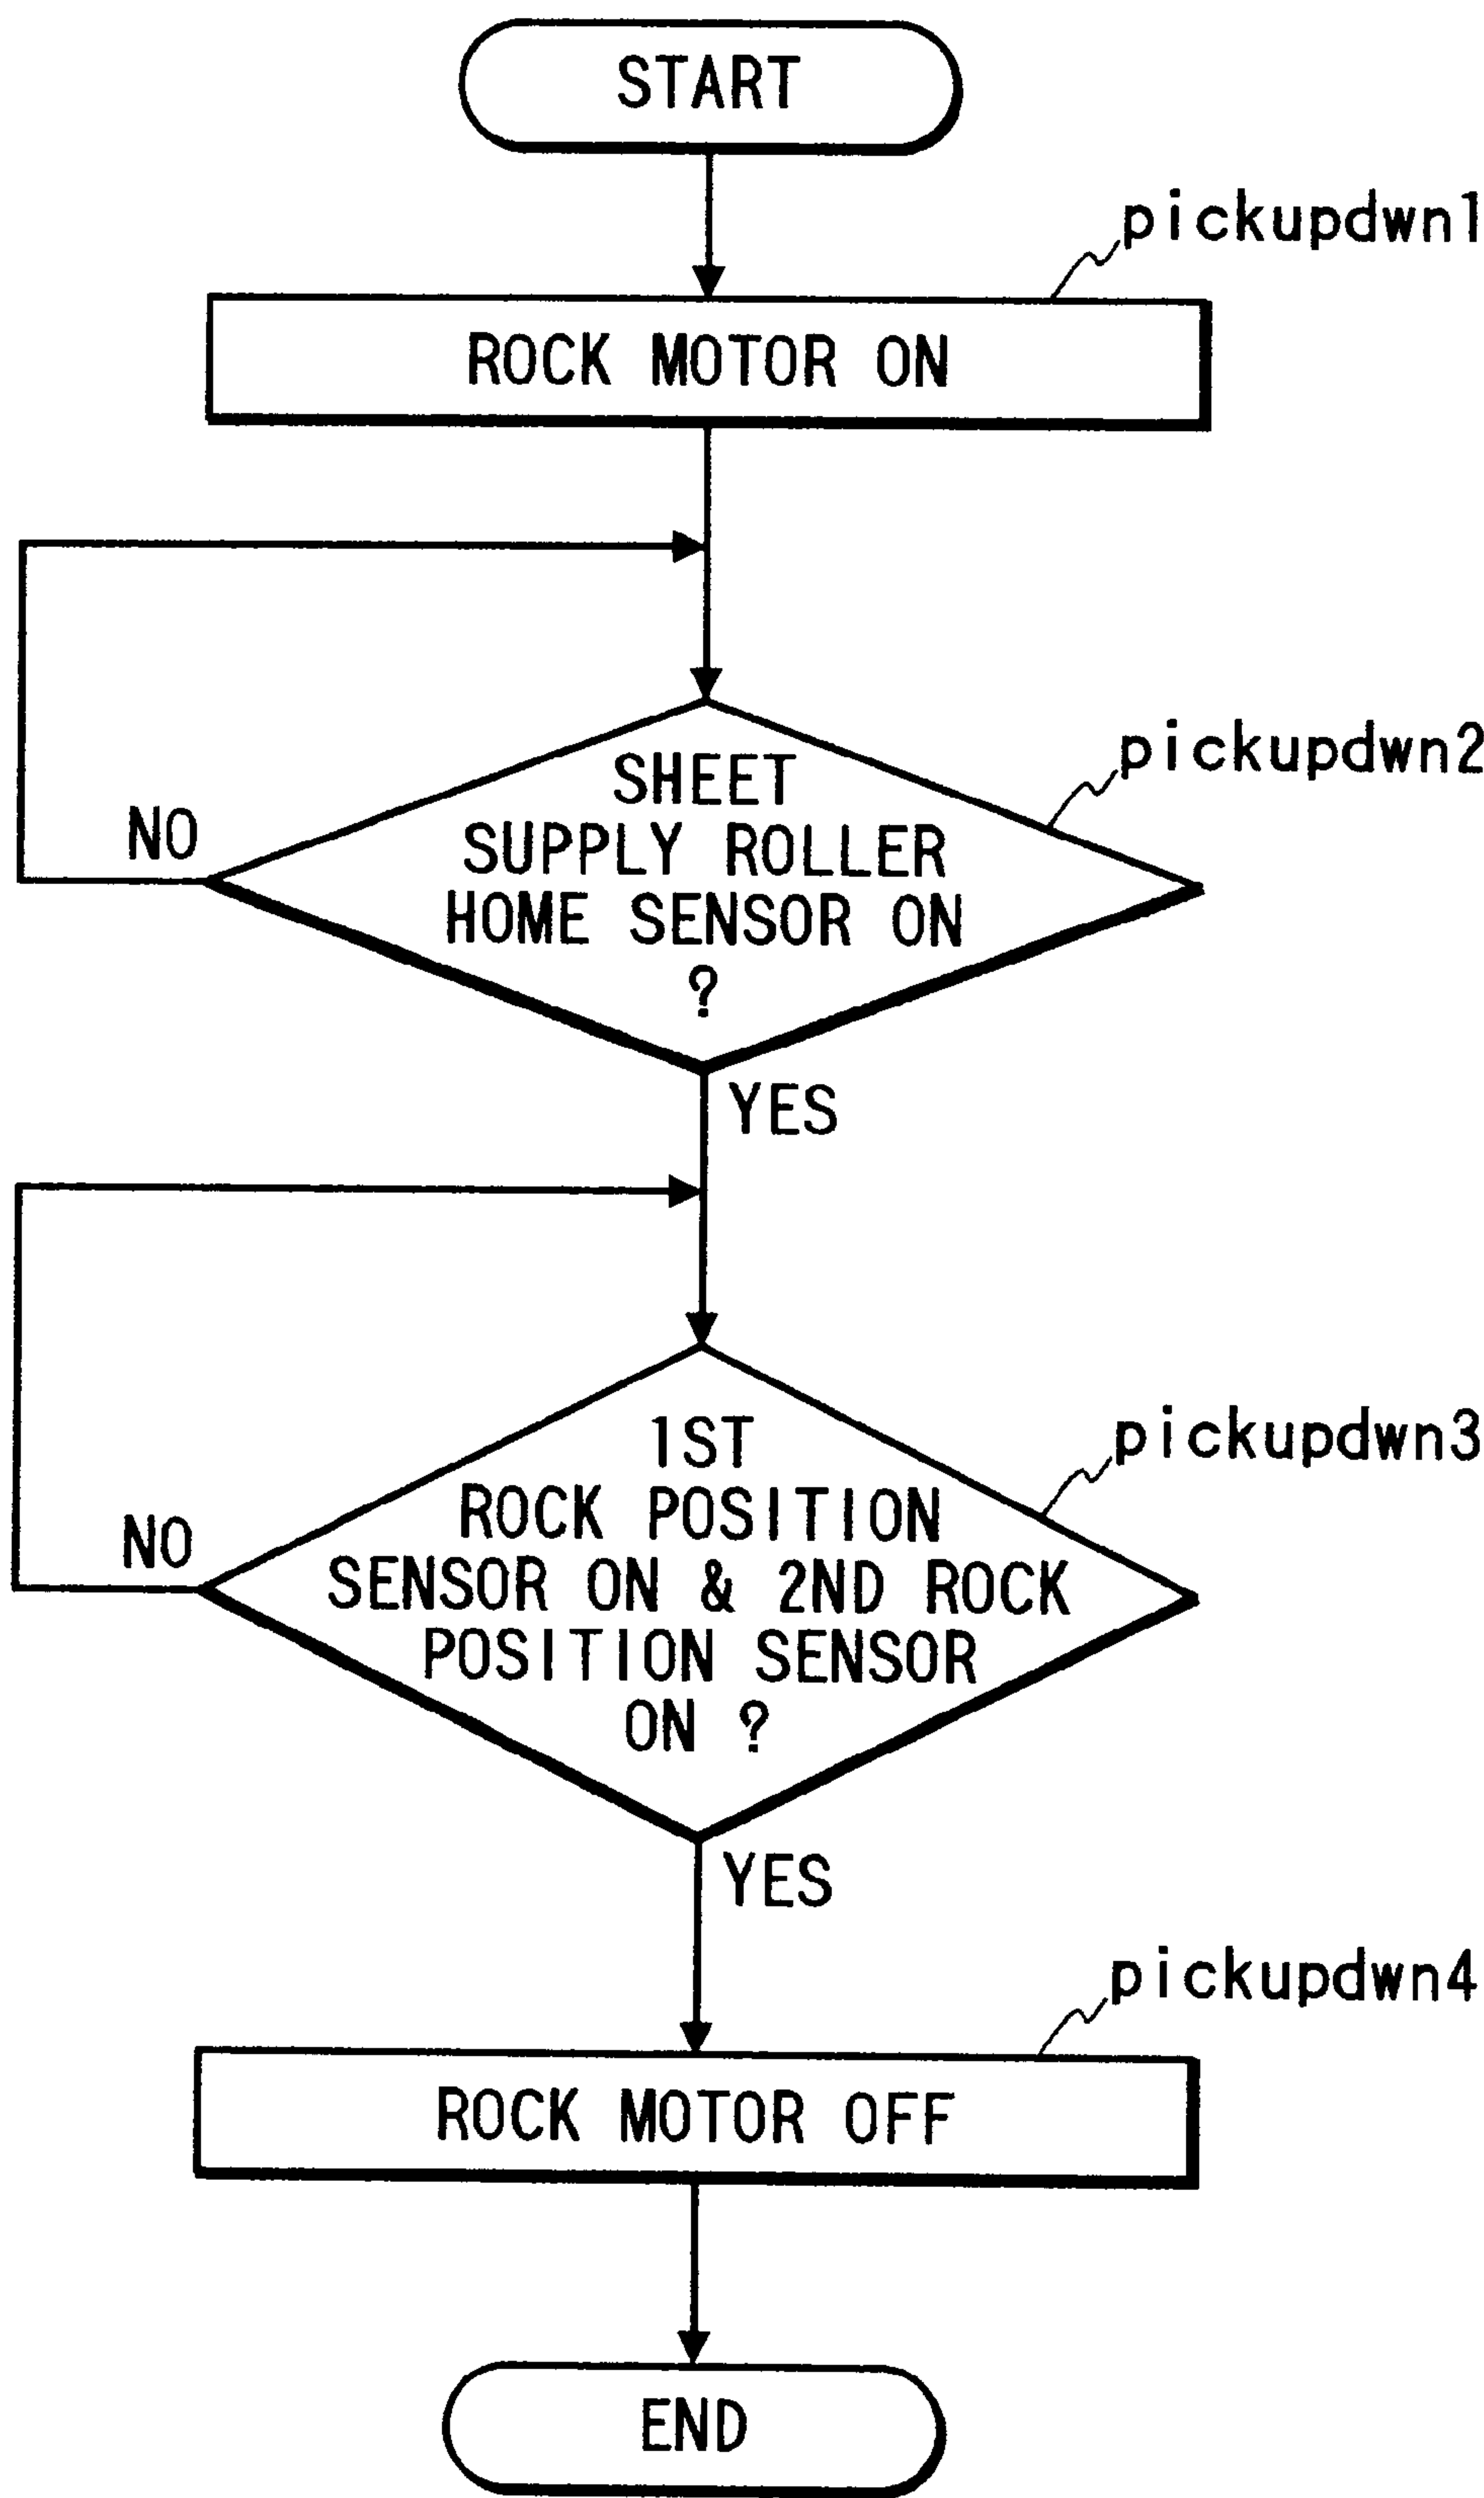 START
pickupdwn1
ROCK MOTOR ON
pickupdwn2
SHEET
SUPPLY ROLLER
HOME SENSOR ON
?
NO
YES
pickupdwn3
1ST
ROCK POSITION
SENSOR ON & 2ND ROCK
POSITION SENSOR
ON ?
NO
YES
pickupdwn4
ROCK MOTOR OFF
END